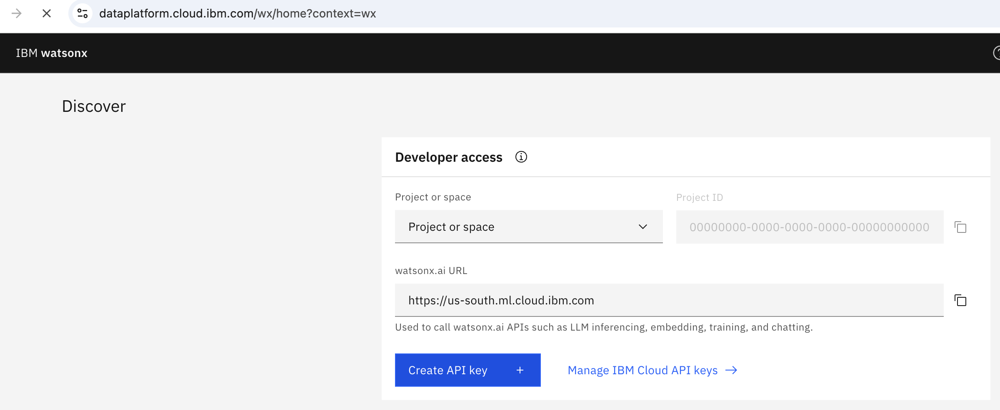 dataplatform.cloud.ibm.com/wx/home?context=wx
IBM watsonx
Discover
Developer access
Project or space
Project ID
Project or space
00000000-0000-0000-0000-00000000000
watsonx.ai URL
https://us-south.ml.cloud.ibm.com
Used to call watsonx.ai APIs such as LLM inferencing, embedding, training, and chatting.
Create API key +
Manage IBM Cloud API keys →